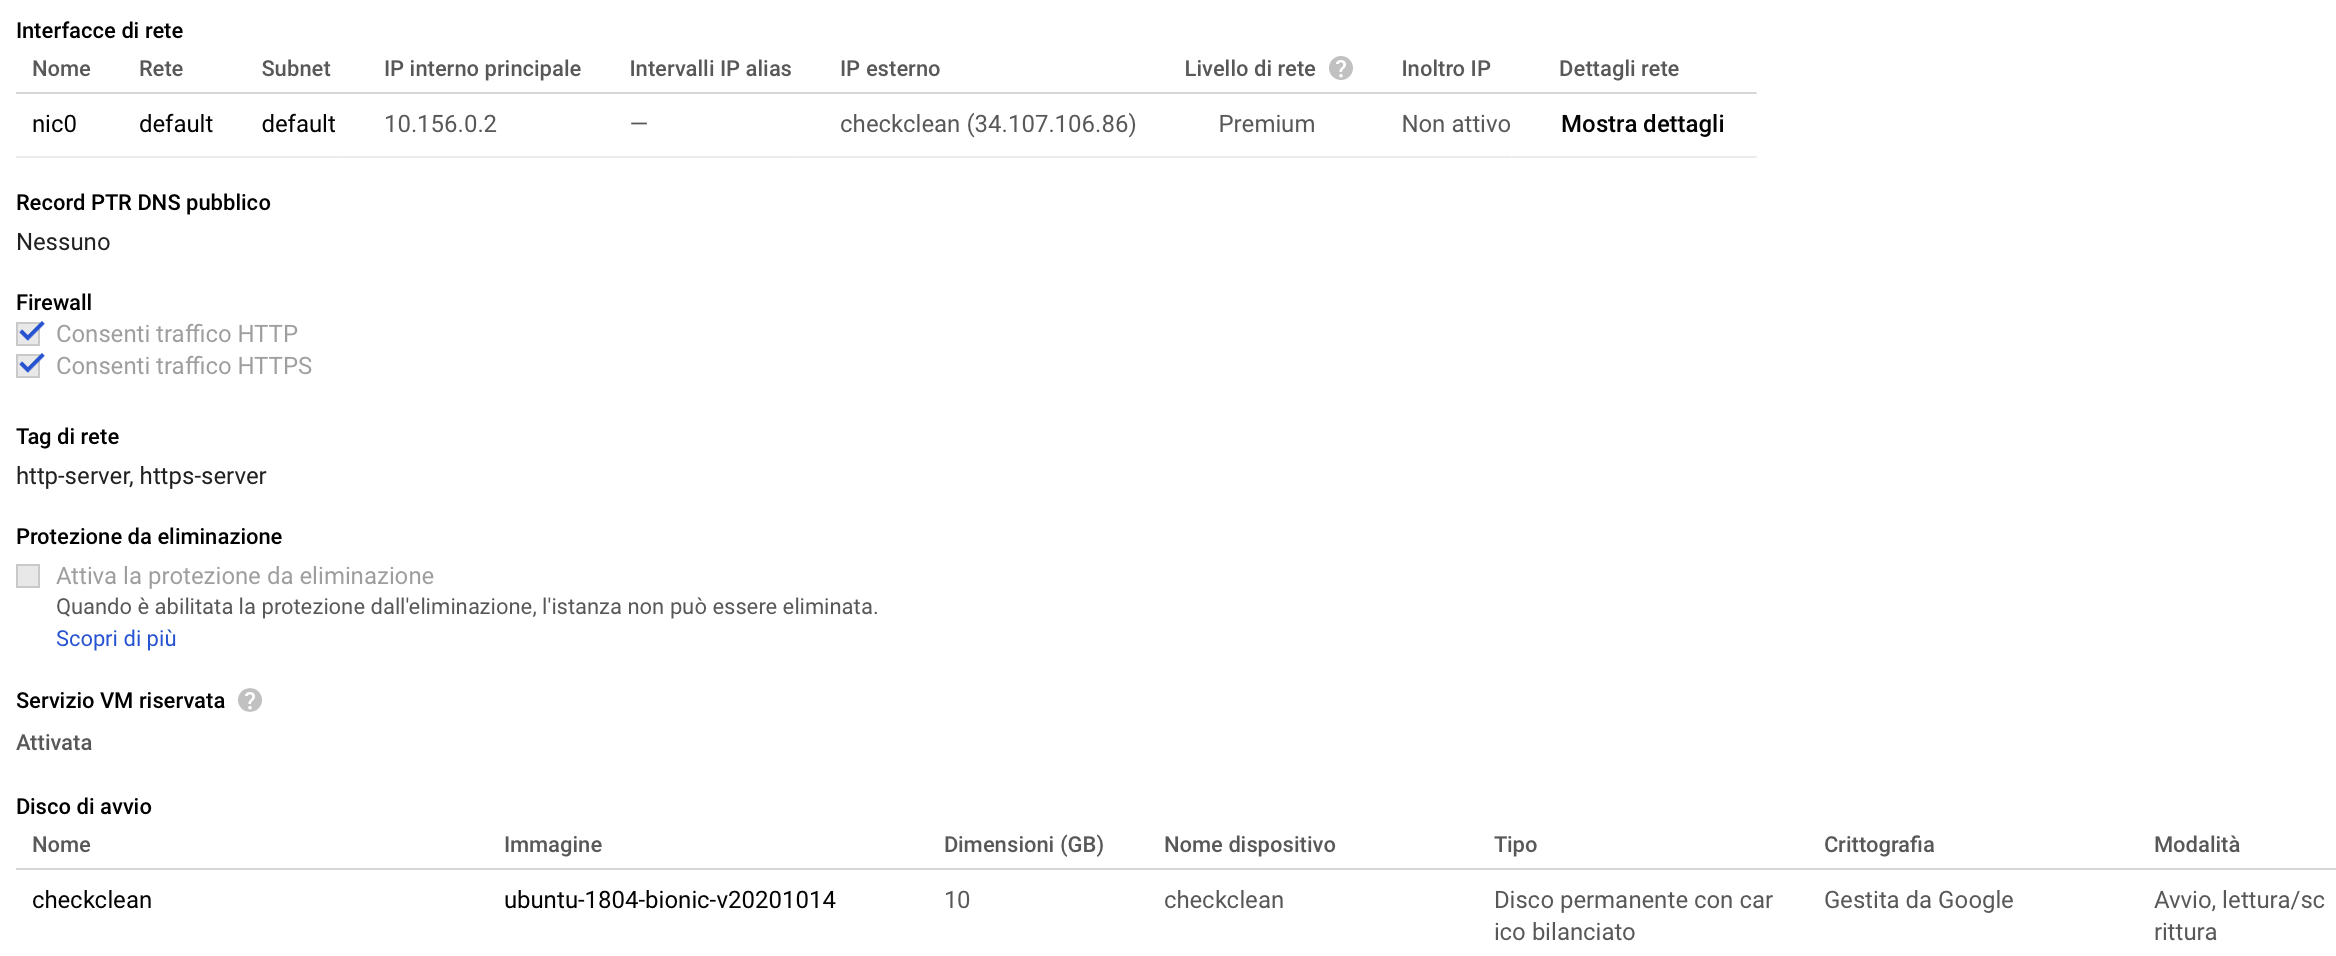 Interfacce di rete
Nome Rete Subnet IP interno principale Intervalli IP alias IP esterno Livello di rete ? Inoltro IP Dettagli rete
nic0 default default 10.156.0.2 — checkclean (34.107.106.86) Premium Non attivo Mostra dettagli
Record PTR DNS pubblico
Nessuno
Firewall
Consenti traffico HTTP
Consenti traffico HTTPS
Tag di rete
http-server, https-server
Protezione da eliminazione
Attiva la protezione da eliminazione
Quando è abilitata la protezione dall'eliminazione, l'istanza non può essere eliminata.
Scopri di più
Servizio VM riservata ?
Attivata
Disco di avvio
Nome Immagine Dimensioni (GB) Nome dispositivo Tipo Crittografia Modalità
checkclean ubuntu-1804-bionic-v20201014 10 checkclean Disco permanente con car Gestita da Google Avvio, lettura/sc
ico bilanciato rittura